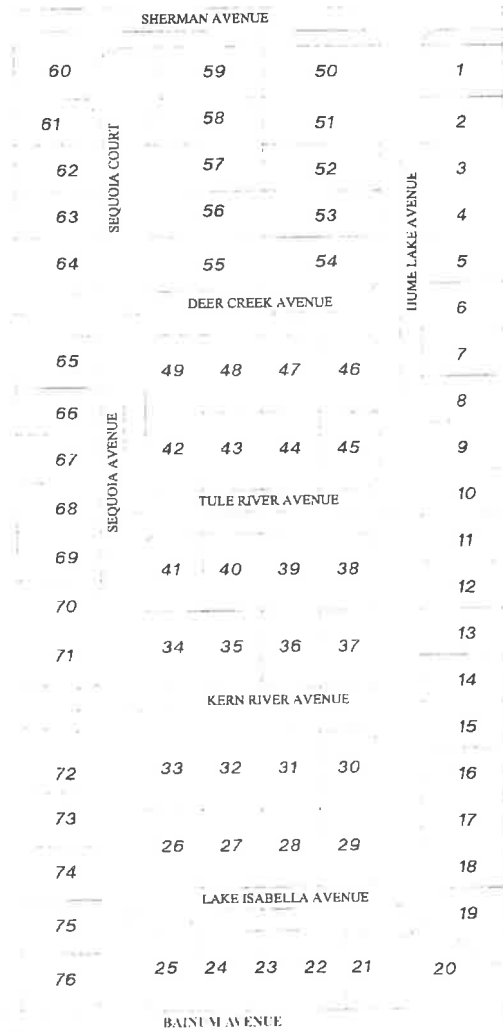 SHERMAN AVENUE
60 59 50 1
61 58 51 2
SEQUOIA COURT
62 57 52 3
HUME LAKE AVENUE
63 56 53 4
64 55 54 5
DEER CREEK AVENUE 6
7
65 49 48 47 46
8
66
SEQUOIA AVENUE
67 42 43 44 45 9
TULE RIVER AVENUE 10
68
11
69 41 40 39 38
12
70
13
71 34 35 36 37
14
KERN RIVER AVENUE
15
72 33 32 31 30 16
73 17
26 27 28 29
74 18
LAKE ISABELLA AVENUE
19
75
76 25 24 23 22 21 20
BAINUM AVENUE